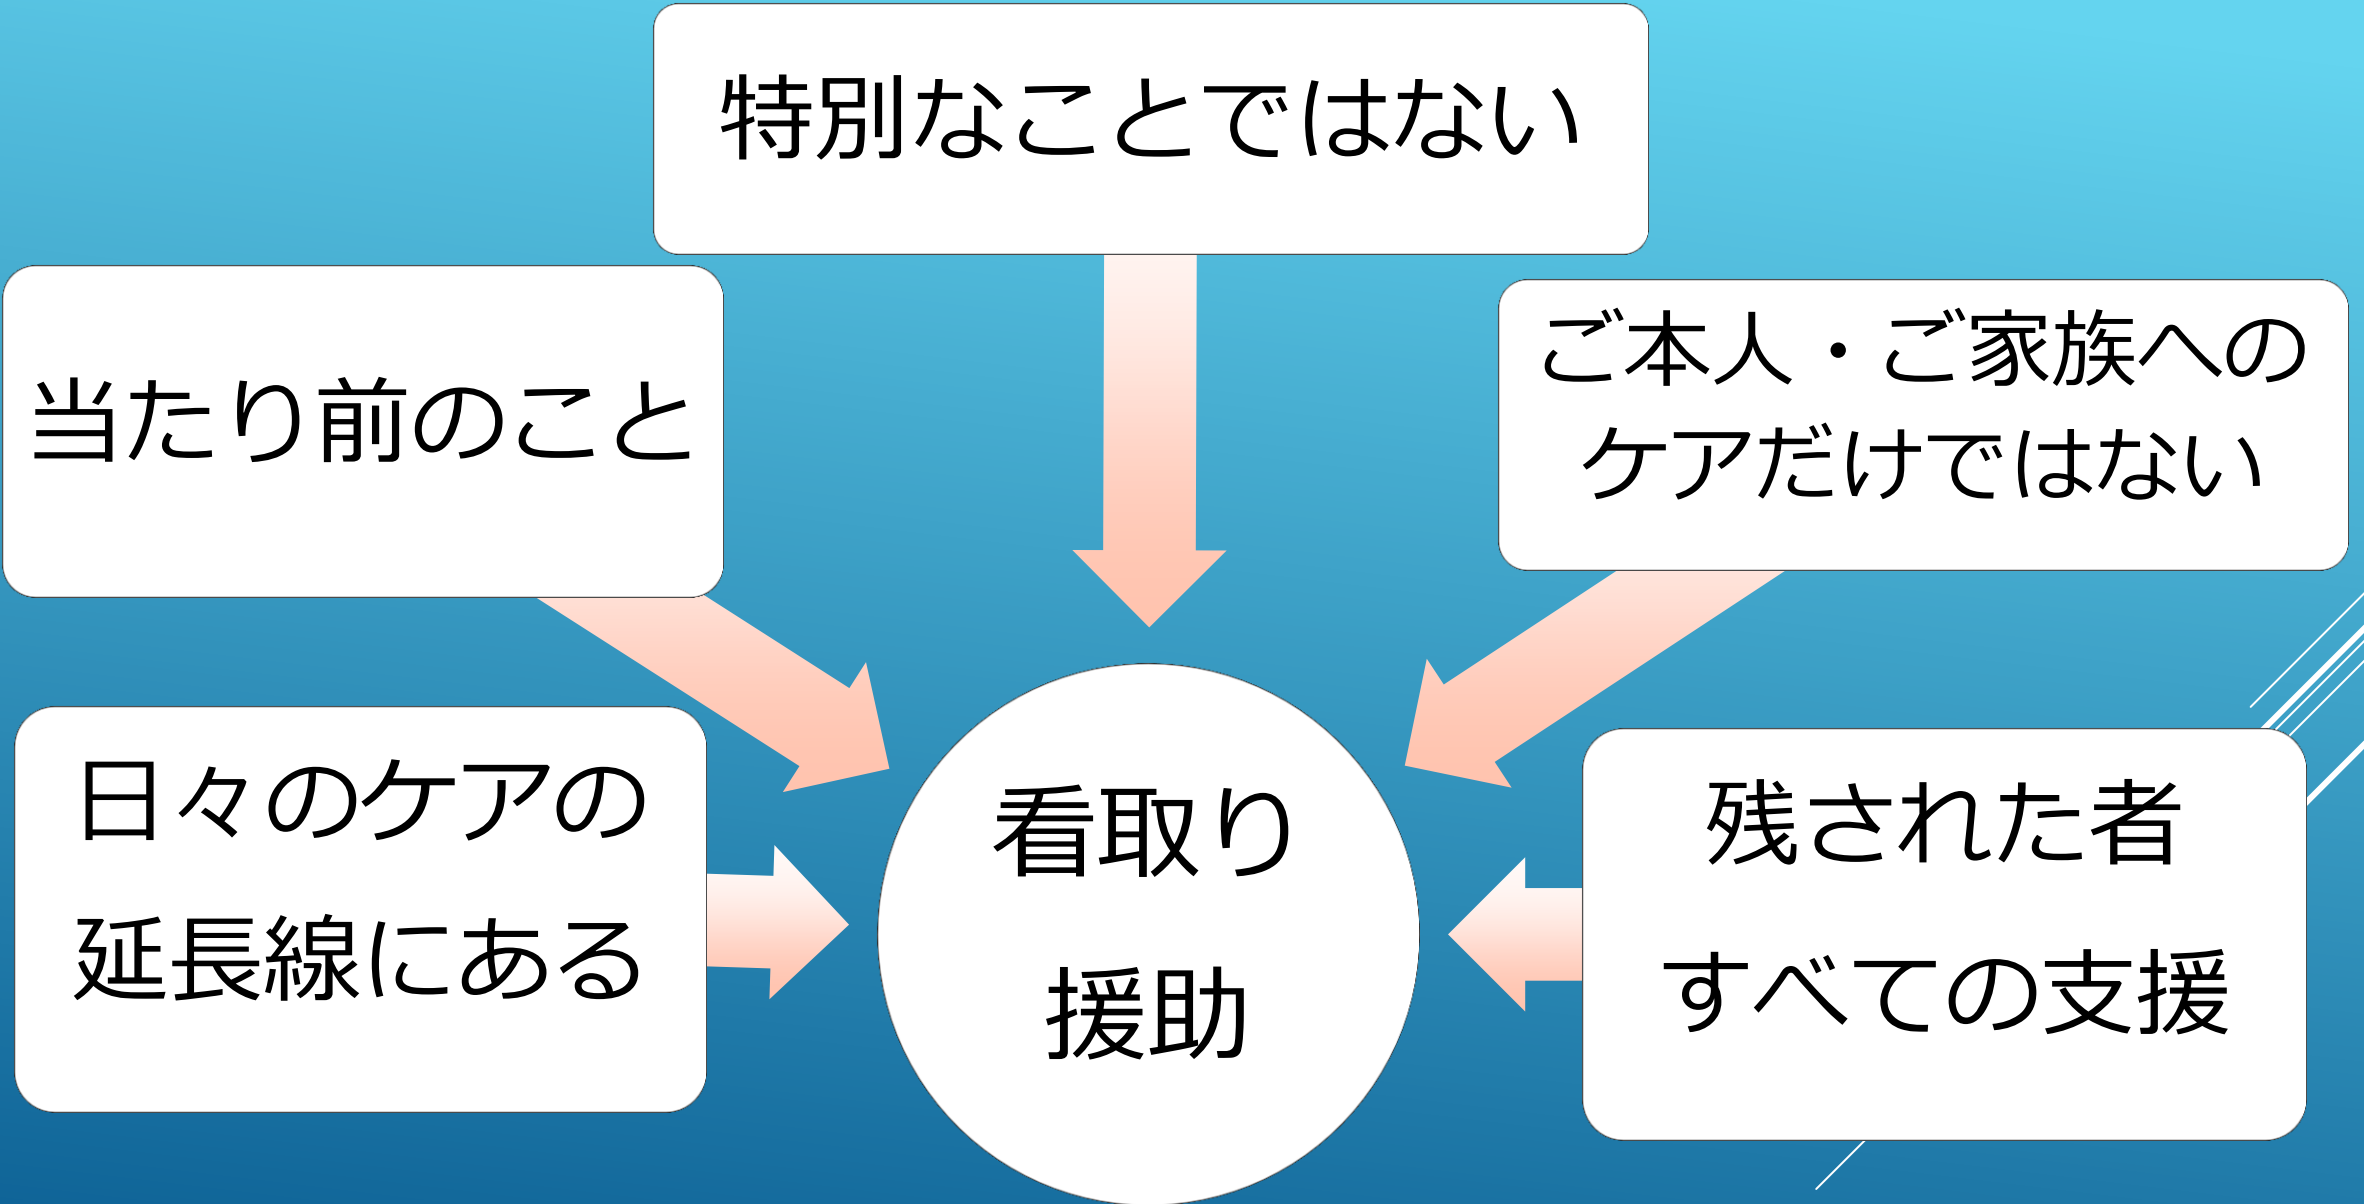 特別なことではない
当たり前のこと
ご本人・ご家族への
ケアだけではない
日々のケアの
延長線にある
看取り
援助
残された者
すべての支援